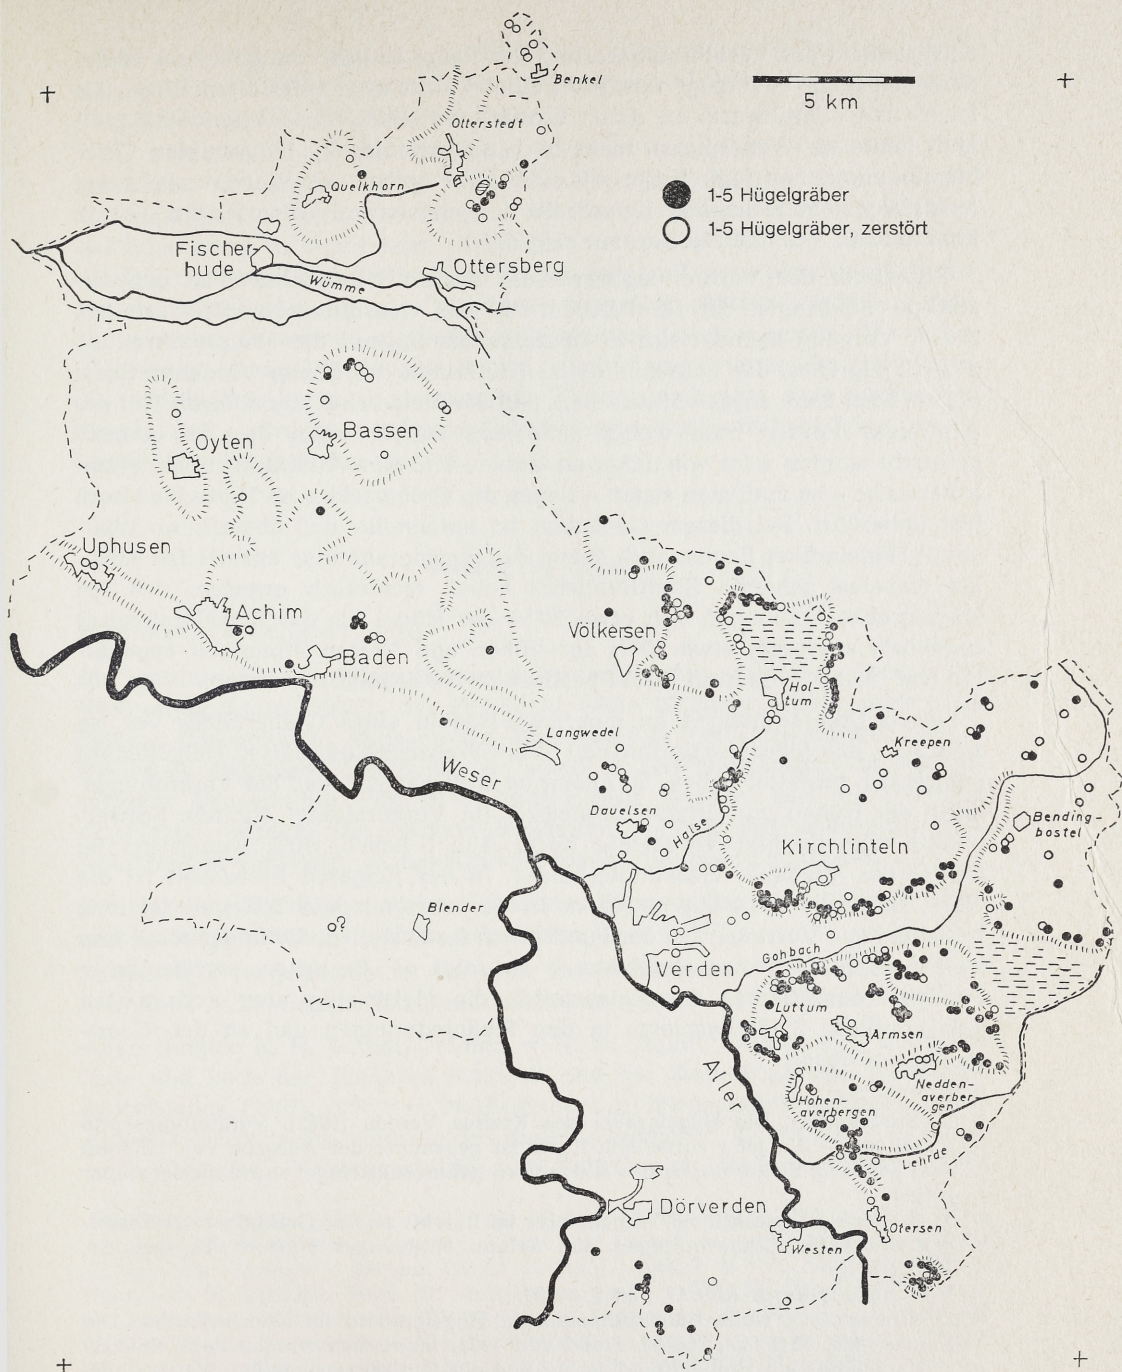 Benkel
5 km
Otterstedt
Quelkhorn
1-5 Hügelgräber
1-5 Hügelgräber, zerstört
Fischer-
hude
Ottersberg
Wümme
Oyten
Bassen
Uphusen
Achim
Baden
Völkersen
Hol-
tum
Langwedel
Kreepen
Weser
Dauelsen
Halse
Bending-
bostel
Kirchlinteln
Blender
?
Gohbach
Verden
Luttum
Armsen
Aller
Nedden-
averber-
gen
Hohen-
averbergen
Lehrde
Dörverden
Otersen
Westen